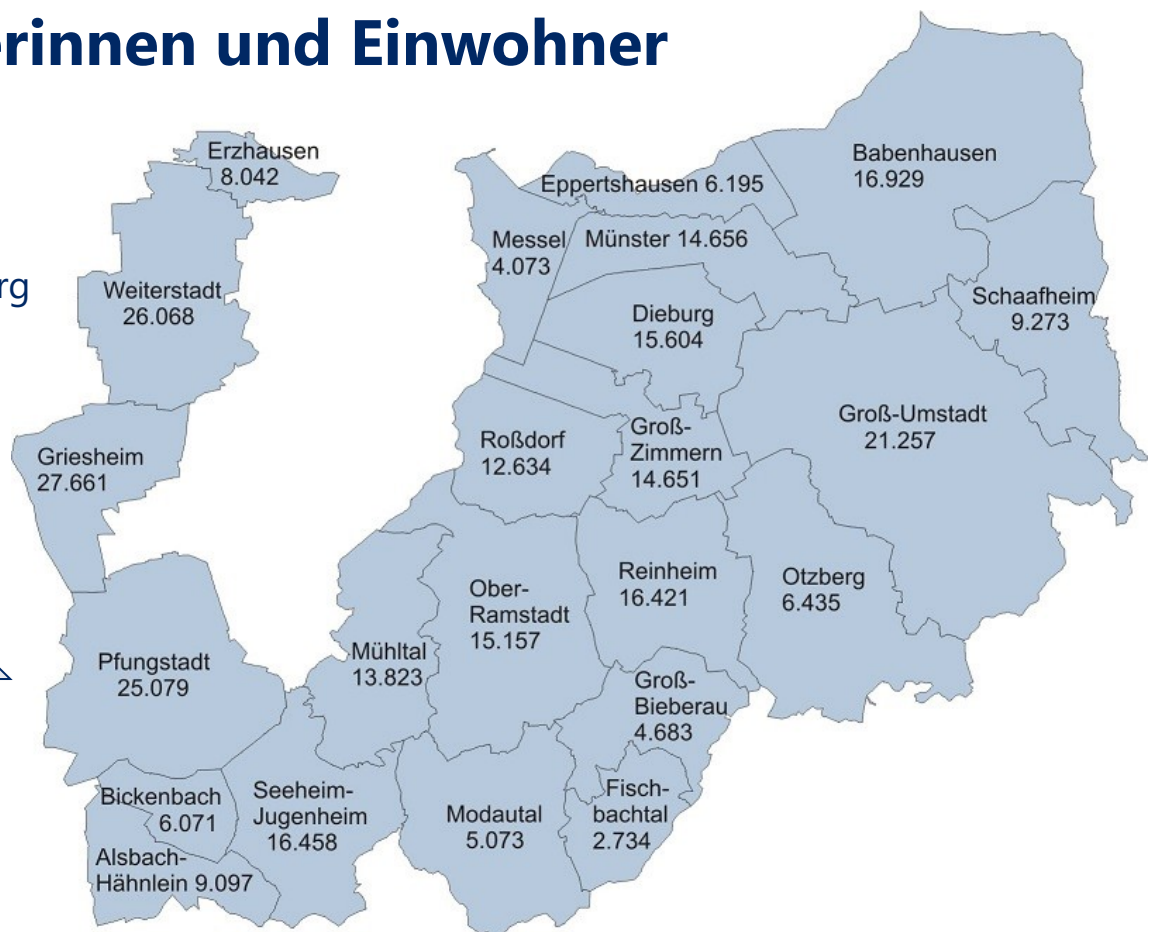 erinnen und Einwohner
rg
Erzhausen
8.042
Eppertshausen 6.195
Babenhausen
16.929
Messel
4.073
Münster 14.656
Weiterstadt
26.068
Dieburg
15.604
Schaafheim
9.273
Griesheim
27.661
Roßdorf
12.634
Groß-
Zimmern
14.651
Groß-Umstadt
21.257
Ober-
Ramstadt
15.157
Reinheim
16.421
Otzberg
6.435
Pfungstadt
25.079
Mühltal
13.823
Groß-
Bieberau
4.683
Bickenbach
6.071
Seeheim-
Jugenheim
16.458
Modautal
5.073
Fisch-
bachtal
2.734
Alsbach-
Hähnlein 9.097